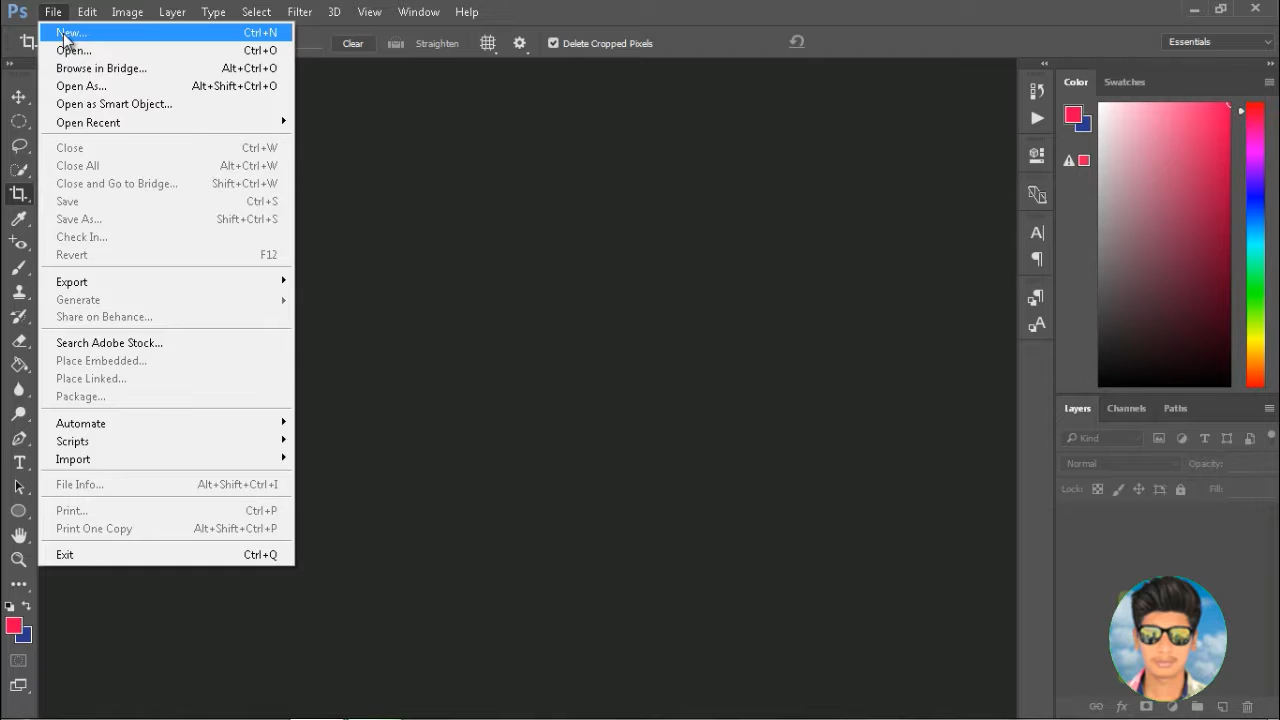 Ps File Edit Image Layer Type Select Filter 3D View Window Help
Clear Straighten Delete Cropped Pixels Essentials
New... Ctrl+N
Open... Ctrl+O
Browse in Bridge... Alt+Ctrl+O
Open As... Alt+Shift+Ctrl+O
Open as Smart Object...
Open Recent
Close Ctrl+W
Close All Alt+Ctrl+W
Close and Go to Bridge... Shift+Ctrl+W
Save Ctrl+S
Save As... Shift+Ctrl+S
Check In...
Revert F12
Export
Generate
Share on Behance...
Search Adobe Stock...
Place Embedded...
Place Linked...
Package...
Automate
Scripts
Import
File Info... Alt+Shift+Ctrl+I
Print... Ctrl+P
Print One Copy Alt+Shift+Ctrl+P
Exit Ctrl+Q
Color Swatches
Layers Channels Paths
Kind
Normal Opacity:
Lock: Fill: